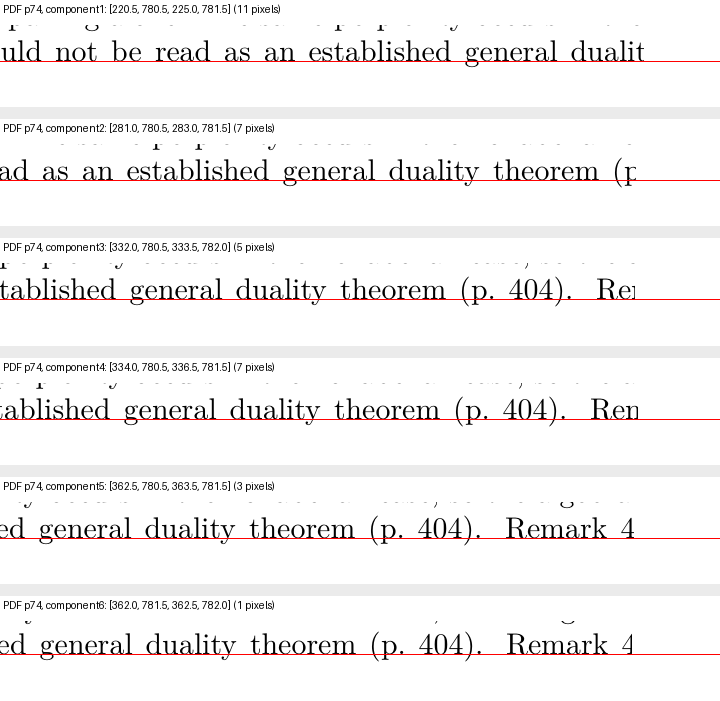 PDF p74, component1: [220.5, 780.5, 225.0, 781.5] (11 pixels)
uld not be read as an established general dualit
PDF p74, component2: [281.0, 780.5, 283.0, 781.5] (7 pixels)
ad as an established general duality theorem (p
PDF p74, component3: [332.0, 780.5, 333.5, 782.0] (5 pixels)
tablished general duality theorem (p. 404). Rem
PDF p74, component4: [334.0, 780.5, 336.5, 781.5] (7 pixels)
tablished general duality theorem (p. 404). Rem
PDF p74, component5: [362.5, 780.5, 363.5, 781.5] (3 pixels)
ed general duality theorem (p. 404). Remark 4
PDF p74, component6: [362.0, 781.5, 362.5, 782.0] (1 pixels)
ed general duality theorem (p. 404). Remark 4